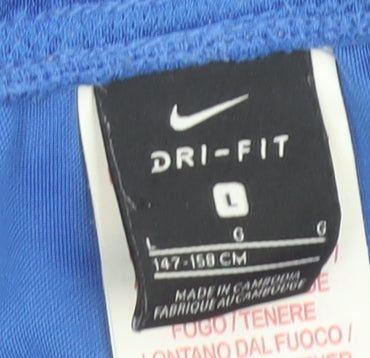 DRI-FIT
L
L G G
147-158 CM
MADE IN CAMBODIA
FABRIQUE AU CAMBODGE
FOGO / TENERE
LONTANO DAL FUOCO /